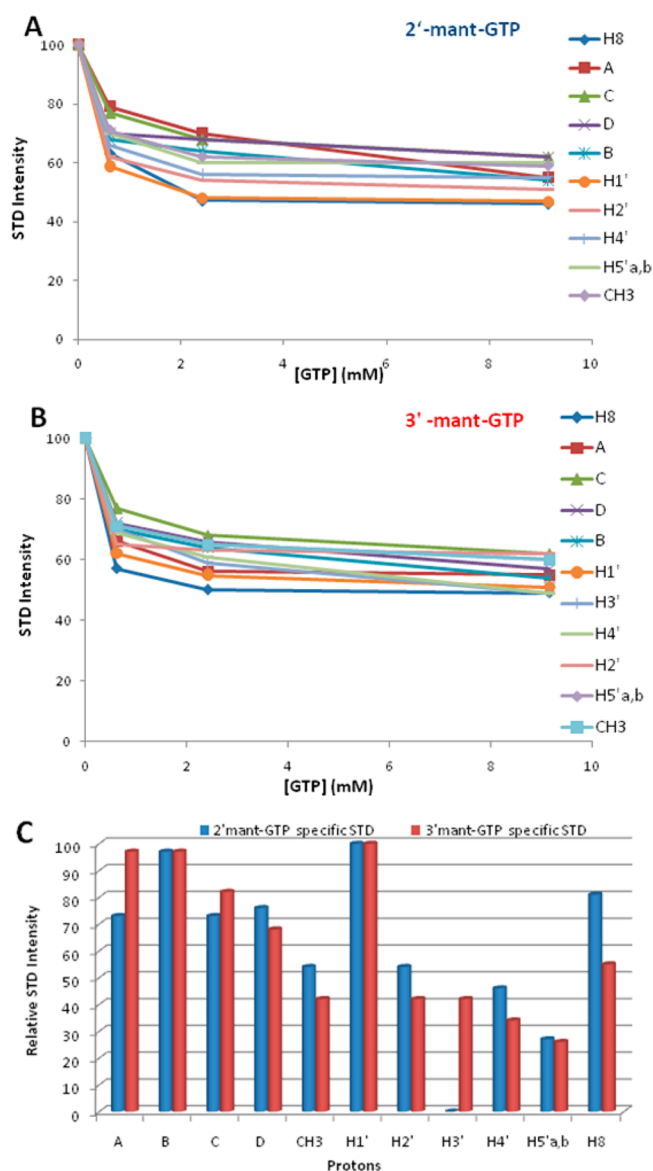 A
2'-mant-GTP
100
80
60
40
20
0
STD Intensity
0 2 4 6 8 10
[GTP] (mM)
H8
A
C
D
B
H1'
H2'
H4'
H5'a,b
CH3
B
3' -mant-GTP
100
80
60
40
20
0
STD Intensity
0 2 4 6 8 10
[GTP] (mM)
H8
A
C
D
B
H1'
H3'
H4'
H2'
H5'a,b
CH3
C
2'mant-GTP specific STD 3'mant-GTP specific STD
100
90
80
70
60
50
40
30
20
10
0
Relative STD Intensity
A B C D CH3 H1' H2' H3' H4' H5'a,b H8
Protons